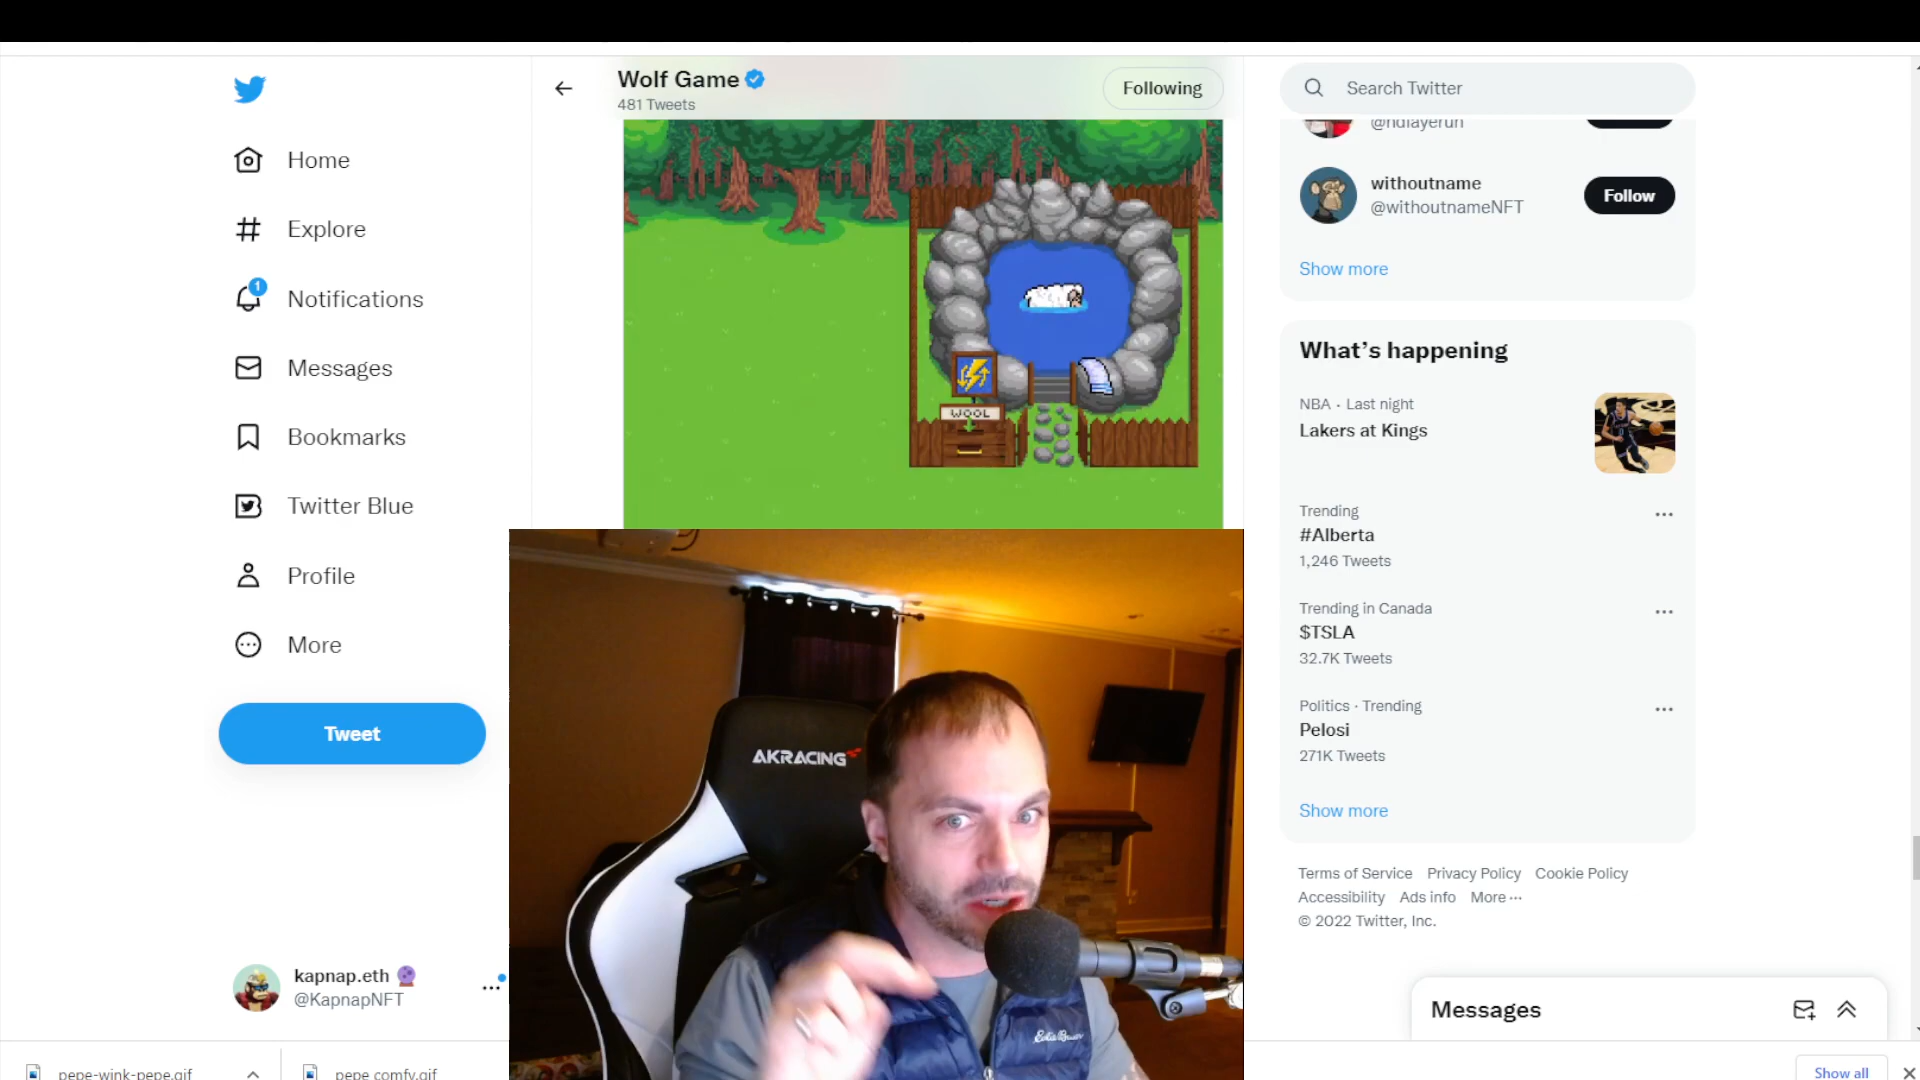 Wolf Game
481 Tweets
Following
Search Twitter
Home
Explore
1
Notifications
Messages
Bookmarks
Twitter Blue
Profile
More
Tweet
kapnap.eth
@KapnapNFT
WOOL
AKRACING
Eddie Bauer
@ndiayerun
withoutname
@withoutnameNFT
Follow
Show more
What's happening
NBA · Last night
Lakers at Kings
Trending
#Alberta
1,246 Tweets
Trending in Canada
$TSLA
32.7K Tweets
Politics · Trending
Pelosi
271K Tweets
Show more
Terms of Service Privacy Policy Cookie Policy
Accessibility Ads info More ···
© 2022 Twitter, Inc.
Messages
pepe-wink-pepe.gif
pepe comfy.gif
Show all